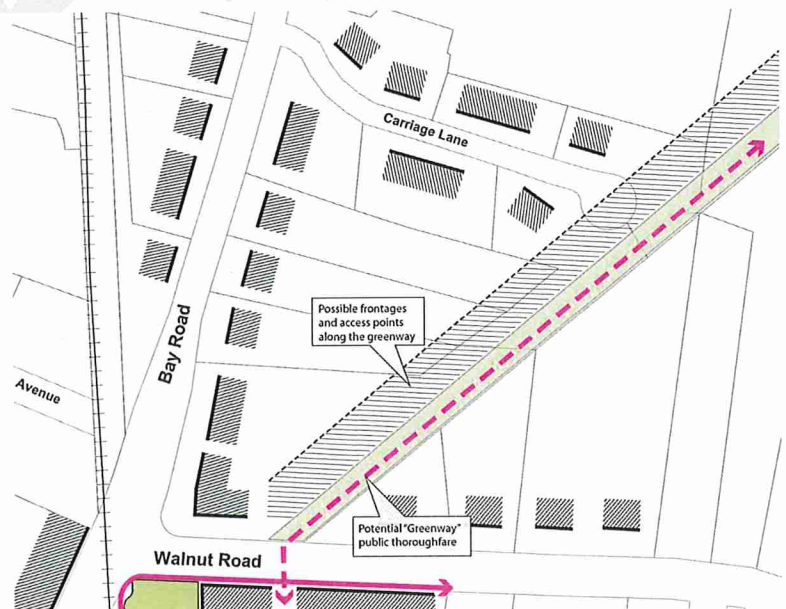 Carriage Lane
Possible frontages
and access points
along the greenway
Bay Road
Avenue
Potential "Greenway"
public thoroughfare
Walnut Road